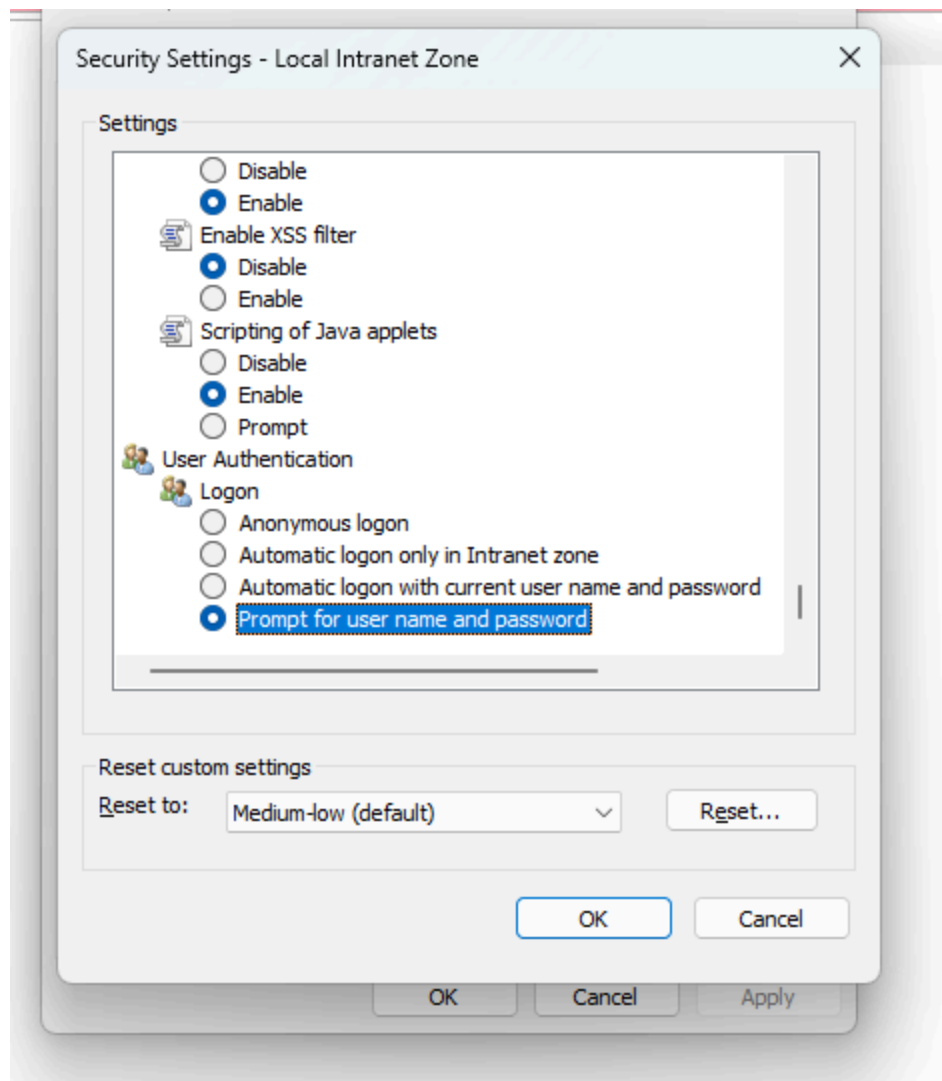 Security Settings - Local Intranet Zone
Settings
Disable
Enable
Enable XSS filter
Disable
Enable
Scripting of Java applets
Disable
Enable
Prompt
User Authentication
Logon
Anonymous logon
Automatic logon only in Intranet zone
Automatic logon with current user name and password
Prompt for user name and password
Reset custom settings
Reset to:
Medium-low (default)
Reset...
OK
Cancel
OK
Cancel
Apply